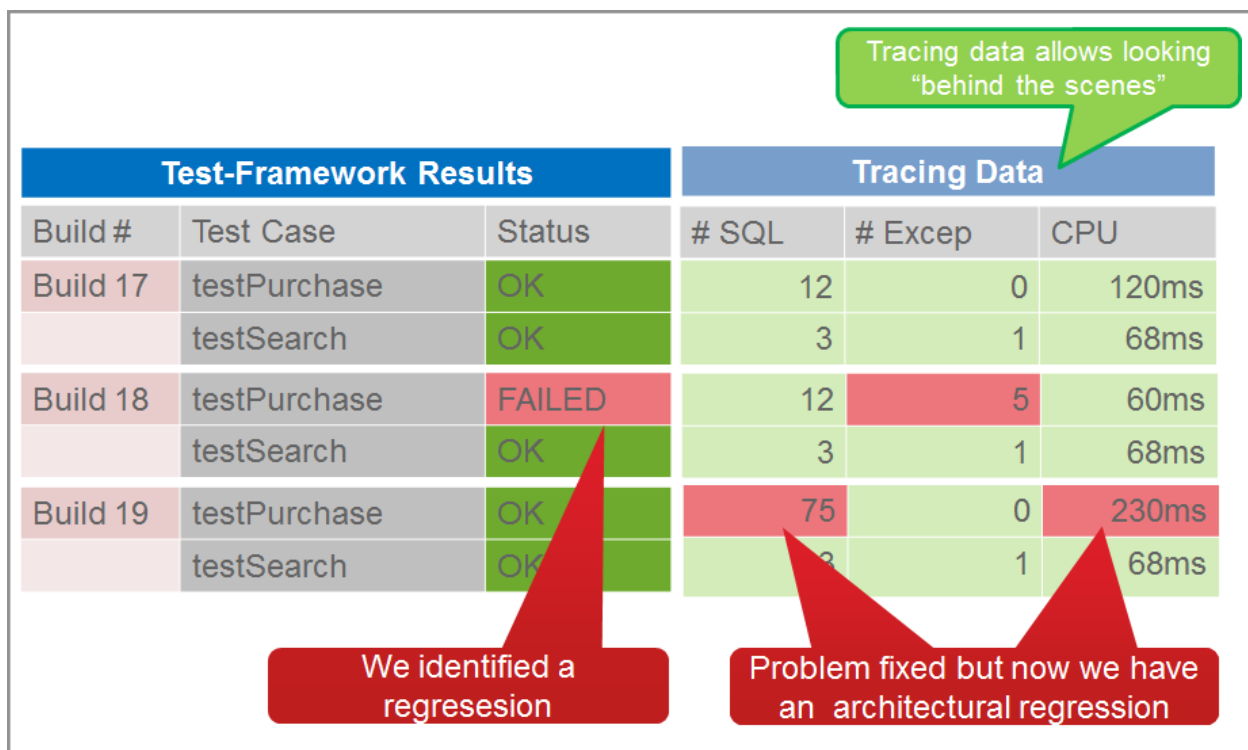 Tracing data allows looking
“behind the scenes”
Test-Framework Results
Tracing Data
Build # Test Case Status # SQL # Excep CPU
Build 17 testPurchase OK 12 0 120ms
testSearch OK 3 1 68ms
Build 18 testPurchase FAILED 12 5 60ms
testSearch OK 3 1 68ms
Build 19 testPurchase OK 75 0 230ms
testSearch OK 3 1 68ms
We identified a
regresesion
Problem fixed but now we have
an architectural regression